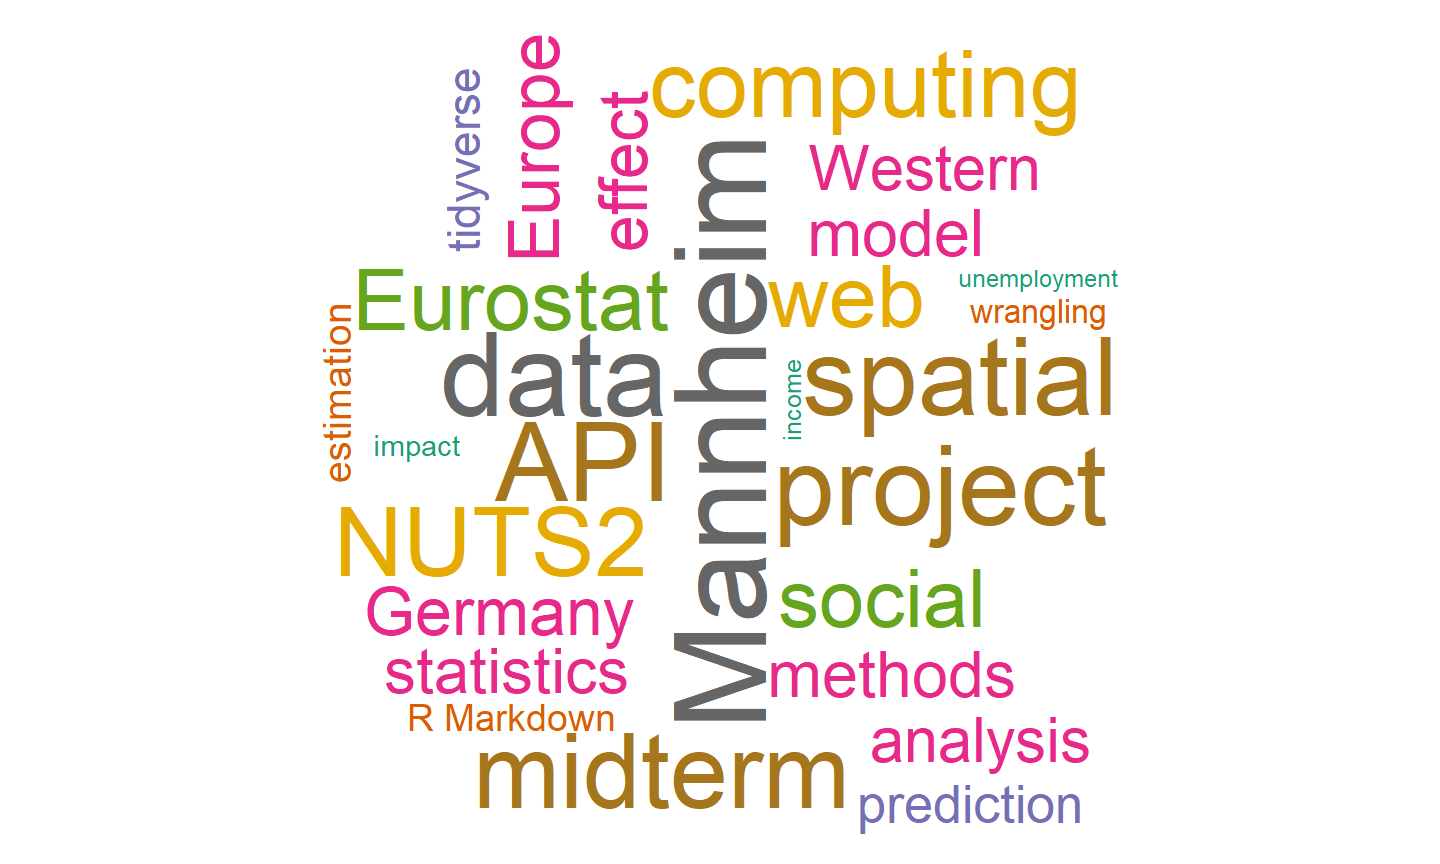 tidyverse
Europe
effect
computing
Western
model
Mannheim
Eurostat
web
unemployment
wrangling
estimation
data
income
spatial
impact
API
project
NUTS2
Germany
social
statistics
methods
R Markdown
analysis
midterm
prediction